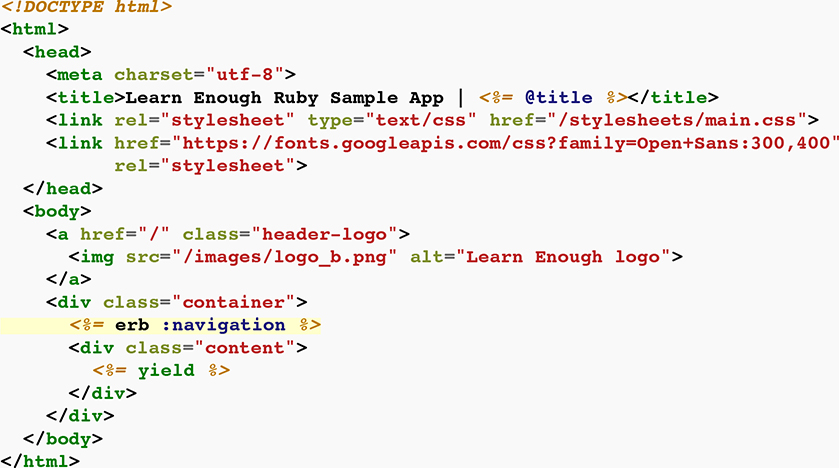 <!DOCTYPE html>
<html>
  <head>
    <meta charset="utf-8">
    <title>Learn Enough Ruby Sample App | <%= @title %></title>
    <link rel="stylesheet" type="text/css" href="/stylesheets/main.css">
    <link href="https://fonts.googleapis.com/css?family=Open+Sans:300,400"
          rel="stylesheet">
  </head>
  <body>
    <a href="/" class="header-logo">
      <img src="/images/logo_b.png" alt="Learn Enough logo">
    </a>
    <div class="container">
      <%= erb :navigation %>
      <div class="content">
        <%= yield %>
      </div>
    </div>
  </body>
</html>